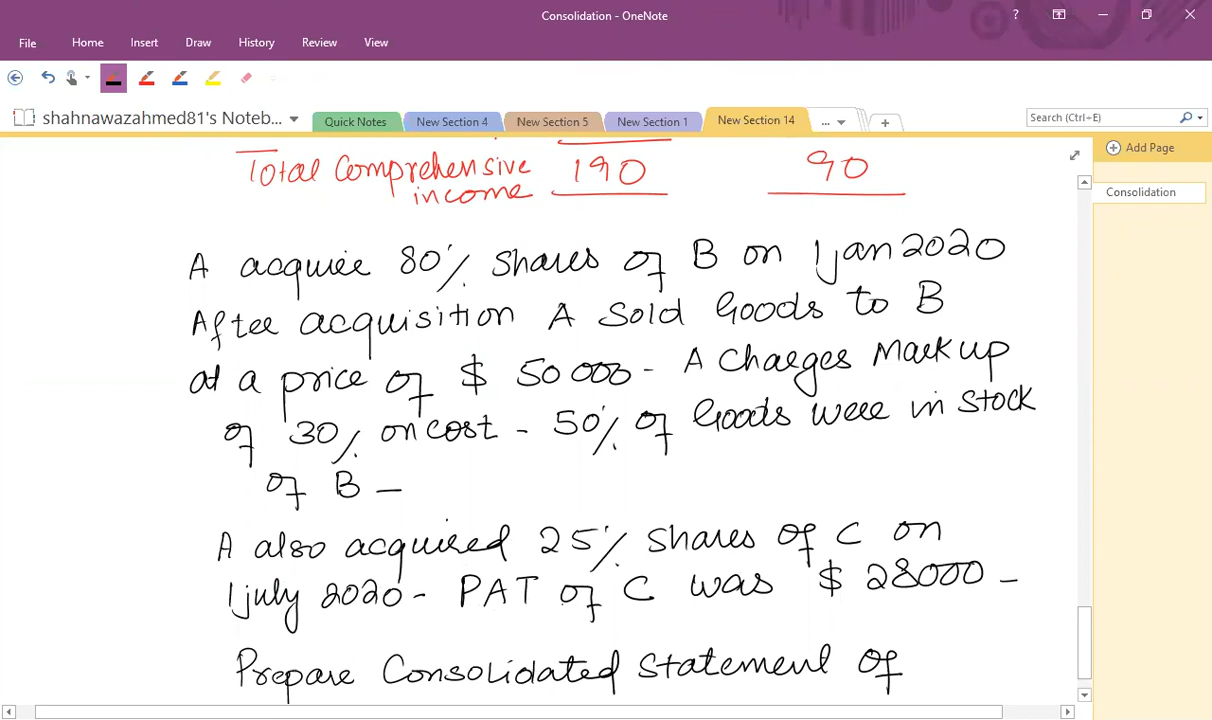 Consolidation - OneNote
?
File Home Insert Draw History Review View
shahnawazahmed81's Noteb... Quick Notes New Section 4 New Section 5 New Section 1 New Section 14 ... + Search (Ctrl+E)
Add Page
Consolidation
Total Comprehensive 190 90
income
A acquire 80% shares of B on 1 jan 2020
After acquisition A sold Goods to B
at a price of $ 50000 - A charges Mark up
of 30% on cost - 50% of Goods were in stock
of B -
A also acquired 25% shares of C on
1 july 2020 - PAT of C was $ 28000 -
Prepare Consolidated statement of